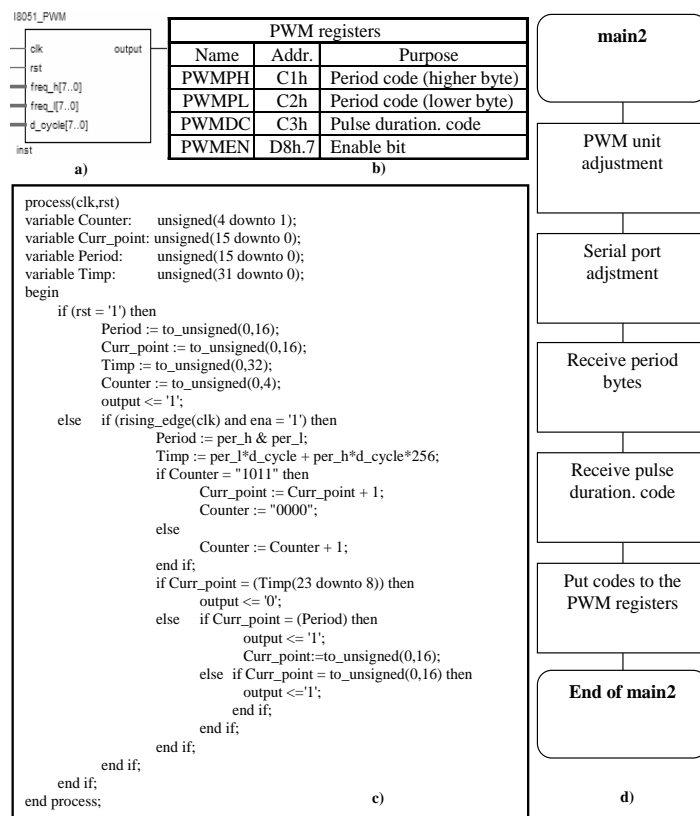 I8051_PWM
clk output
rst
freq_h[7..0]
freq_l[7..0]
d_cycle[7..0]
inst
a)
PWM registers
Name Addr. Purpose
PWMPH C1h Period code (higher byte)
PWMPL C2h Period code (lower byte)
PWMDC C3h Pulse duration. code
PWMEN D8h.7 Enable bit
b)
process(clk,rst)
variable Counter: unsigned(4 downto 1);
variable Curr_point: unsigned(15 downto 0);
variable Period: unsigned(15 downto 0);
variable Timp: unsigned(31 downto 0);
begin
if (rst = '1') then
Period := to_unsigned(0,16);
Curr_point := to_unsigned(0,16);
Timp := to_unsigned(0,32);
Counter := to_unsigned(0,4);
output <= '1';
else if (rising_edge(clk) and ena = '1') then
Period := per_h & per_l;
Timp := per_l*d_cycle + per_h*d_cycle*256;
if Counter = "1011" then
Curr_point := Curr_point + 1;
Counter := "0000";
else
Counter := Counter + 1;
end if;
if Curr_point = (Timp(23 downto 8)) then
output <= '0';
else if Curr_point = (Period) then
output <= '1';
Curr_point:=to_unsigned(0,16);
else if Curr_point = to_unsigned(0,16) then
output <='1';
end if;
end if;
end if;
end if;
end if;
end process;
c)
main2
PWM unit
adjustment
Serial port
adjstment
Receive period
bytes
Receive pulse
duration. code
Put codes to the
PWM registers
End of main2
d)